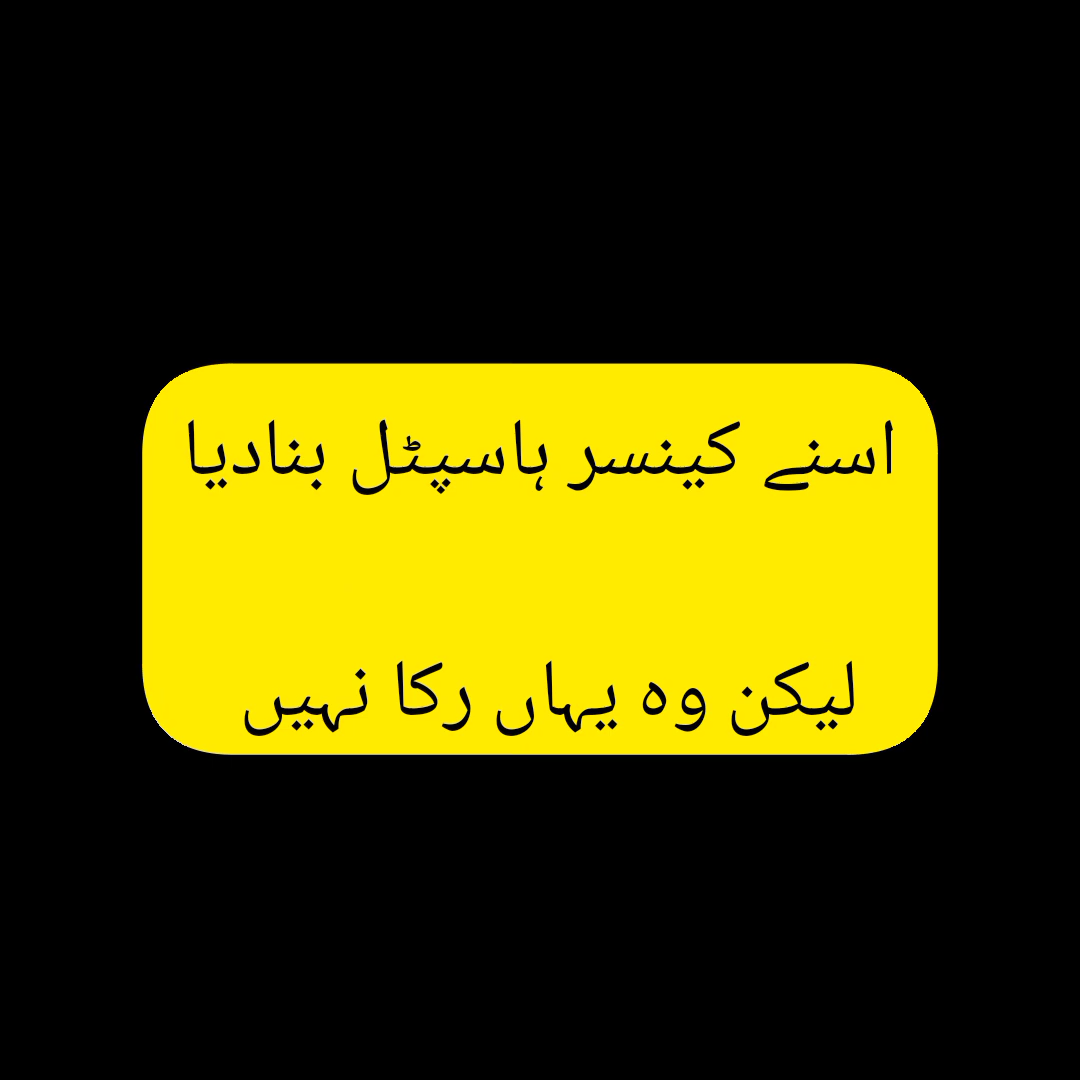 اسنے کینسر ہاسپٹل بنادیا
لیکن وہ یہاں رکا نہیں